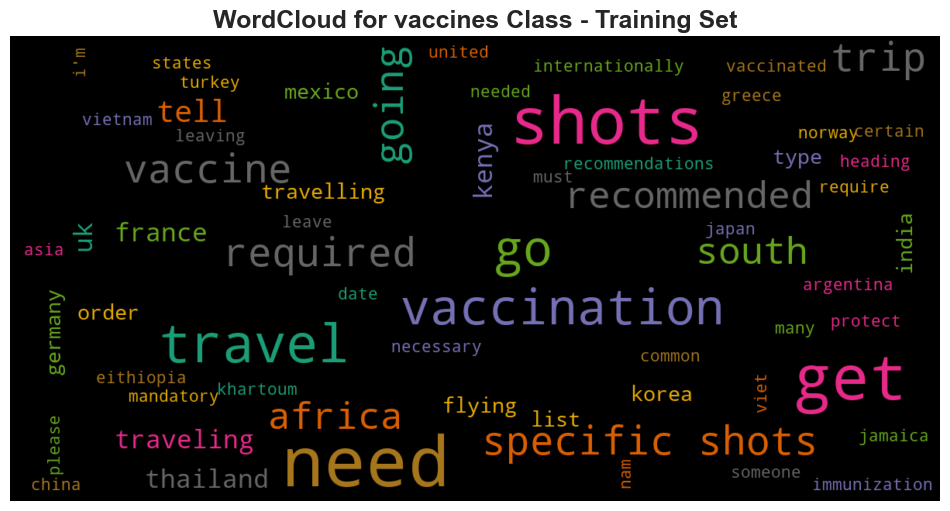 WordCloud for vaccines Class - Training Set
i'm
states
turkey
vietnam
tell
leaving
mexico
going
united
needed
internationally
vaccinated
trip
greece
shots
norway
certain
vaccine
travelling
kenya
recommendations
type
heading
must
recommended
require
asia
uk
france
leave
required
go
japan
south
india
germany
order
date
vaccination
argentina
many
protect
travel
necessary
common
eithiopia
mandatory
khartoum
africa
flying
list
korea
viet
get
please
traveling
need
specific shots
jamaica
china
thailand
nam
someone
immunization